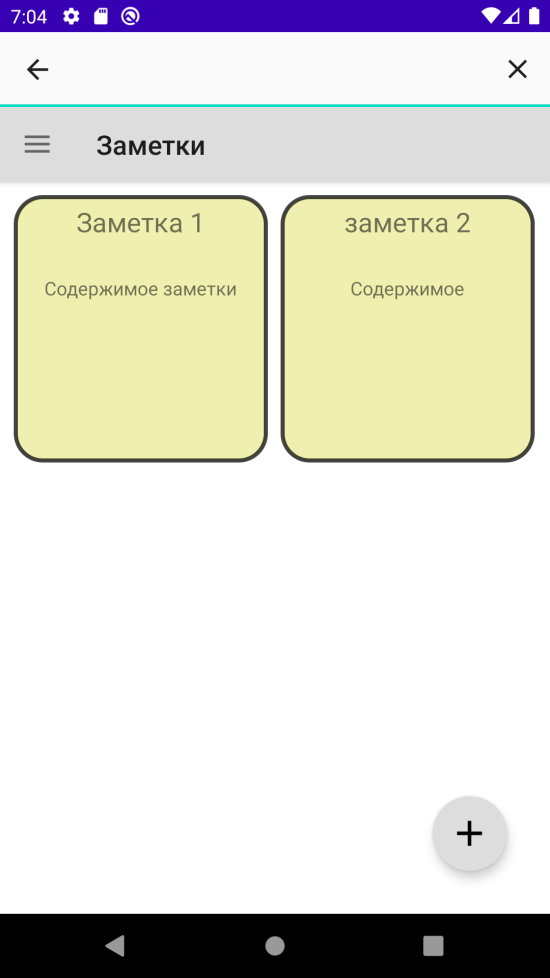 7:04
Заметки
Заметка 1
заметка 2
Содержимое заметки
Содержимое